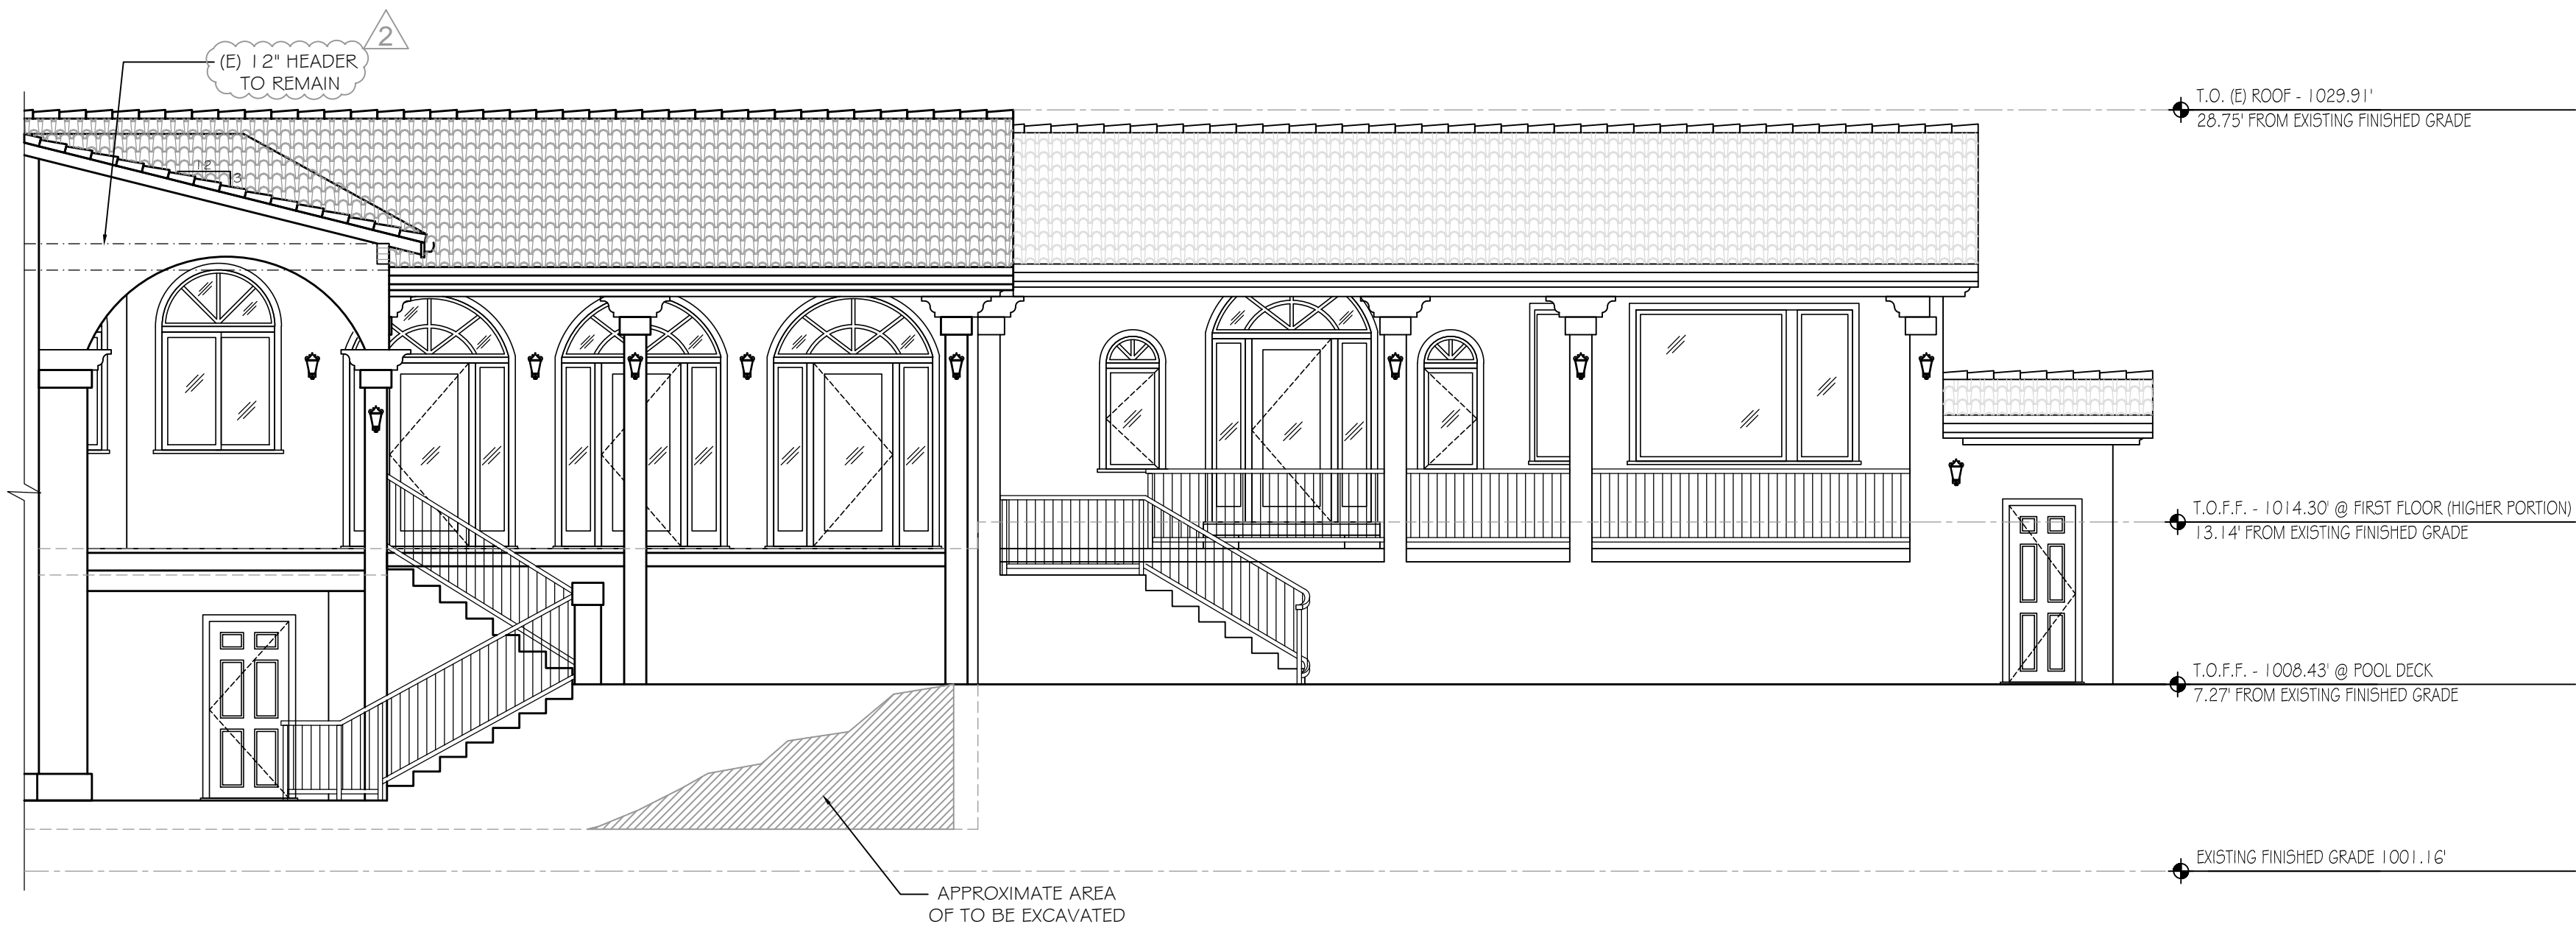 2
(E) 12" HEADER
TO REMAIN
T.O. (E) ROOF - 1029.91'
28.75' FROM EXISTING FINISHED GRADE
12
3
T.O.F.F. - 1014.30' @ FIRST FLOOR (HIGHER PORTION)
13.14' FROM EXISTING FINISHED GRADE
T.O.F.F. - 1008.43' @ POOL DECK
7.27' FROM EXISTING FINISHED GRADE
EXISTING FINISHED GRADE 1001.16'
APPROXIMATE AREA
OF TO BE EXCAVATED